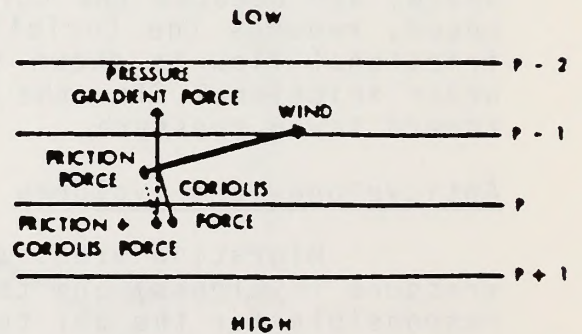 LOW
P - 2
PRESSURE
GRADIENT FORCE
WIND
P - 1
FRICTION
FORCE
CORIOLIS
FORCE
P
FRICTION +
CORIOLIS FORCE
P + 1
HIGH